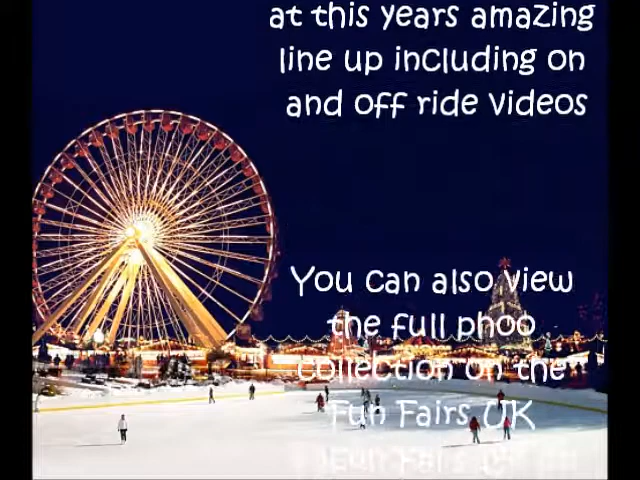 at this years amazing
line up including on
and off ride videos
You can also view
the full phoo
collection on the
Fun Fairs UK